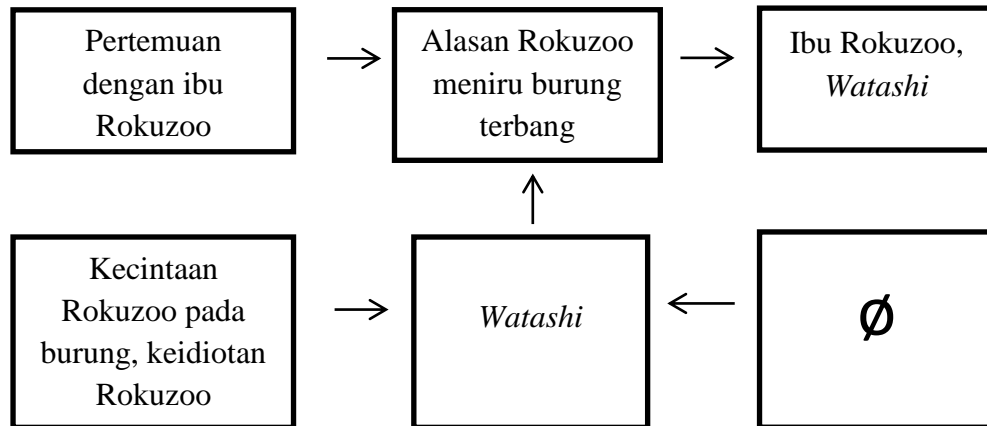 Pertemuan
dengan ibu
Rokuzoo
Alasan Rokuzoo
meniru burung
terbang
Ibu Rokuzoo,
Watashi
Kecintaan
Rokuzoo pada
burung, keidiotan
Rokuzoo
Watashi
Ø